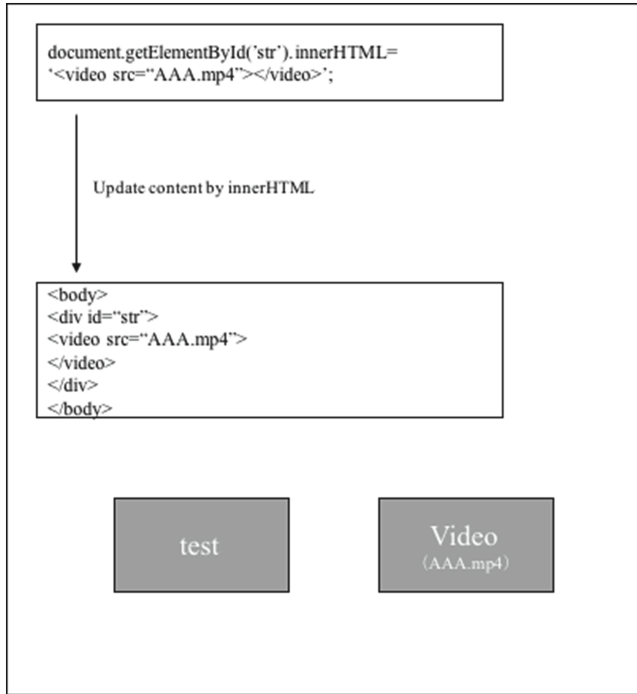 document.getElementById('str').innerHTML=
‘<video src=“AAA.mp4”></video>’;
Update content by innerHTML
<body>
<div id=“str”>
<video src=“AAA.mp4”>
</video>
</div>
</body>
test
Video
（AAA.mp4）